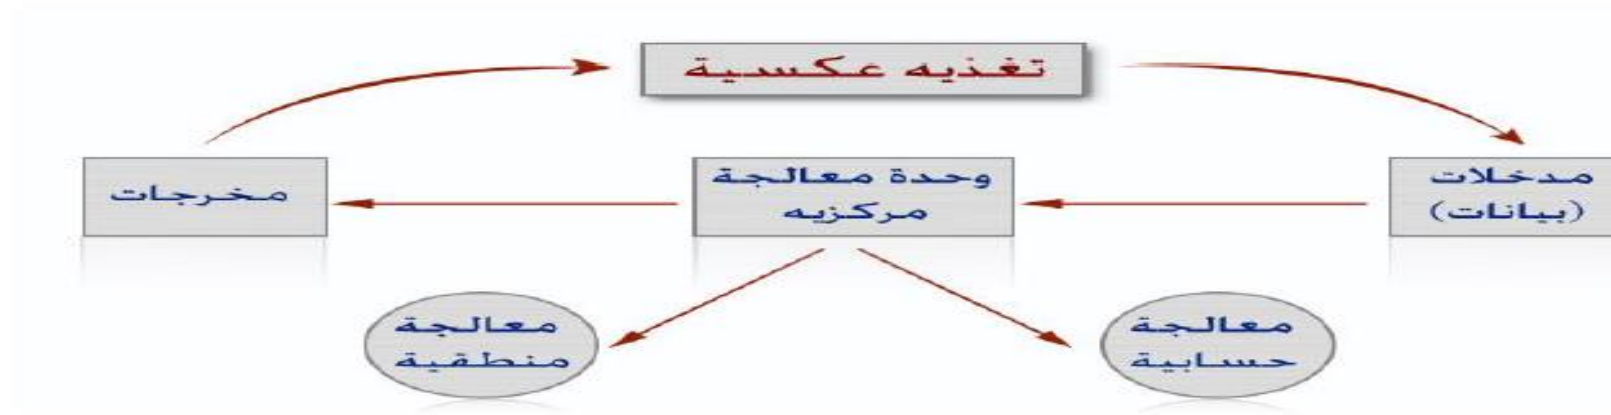 تغذيه عكسية
مدخلات
(بيانات)
وحدة معالجة
مركزيه
مخرجات
معالجة
حسابية
معالجة
منطقية